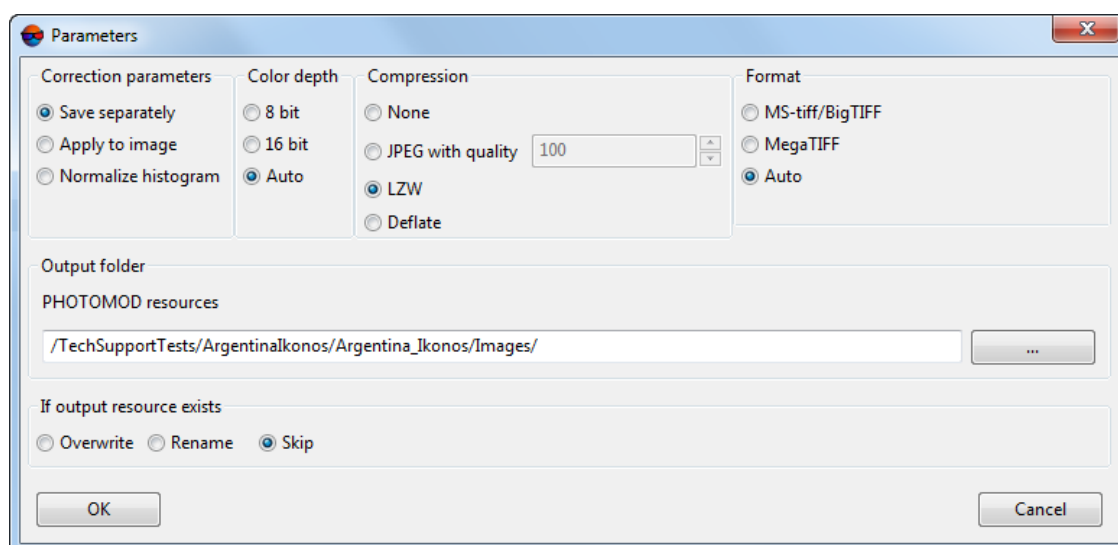 Parameters
Correction parameters
Save separately
Apply to image
Normalize histogram
Color depth
8 bit
16 bit
Auto
Compression
None
JPEG with quality 100
LZW
Deflate
Format
MS-tiff/BigTIFF
MegaTIFF
Auto
Output folder
PHOTOMOD resources
/TechSupportTests/ArgentinaIkonos/Argentina_Ikonos/Images/ ...
If output resource exists
Overwrite Rename Skip
OK Cancel